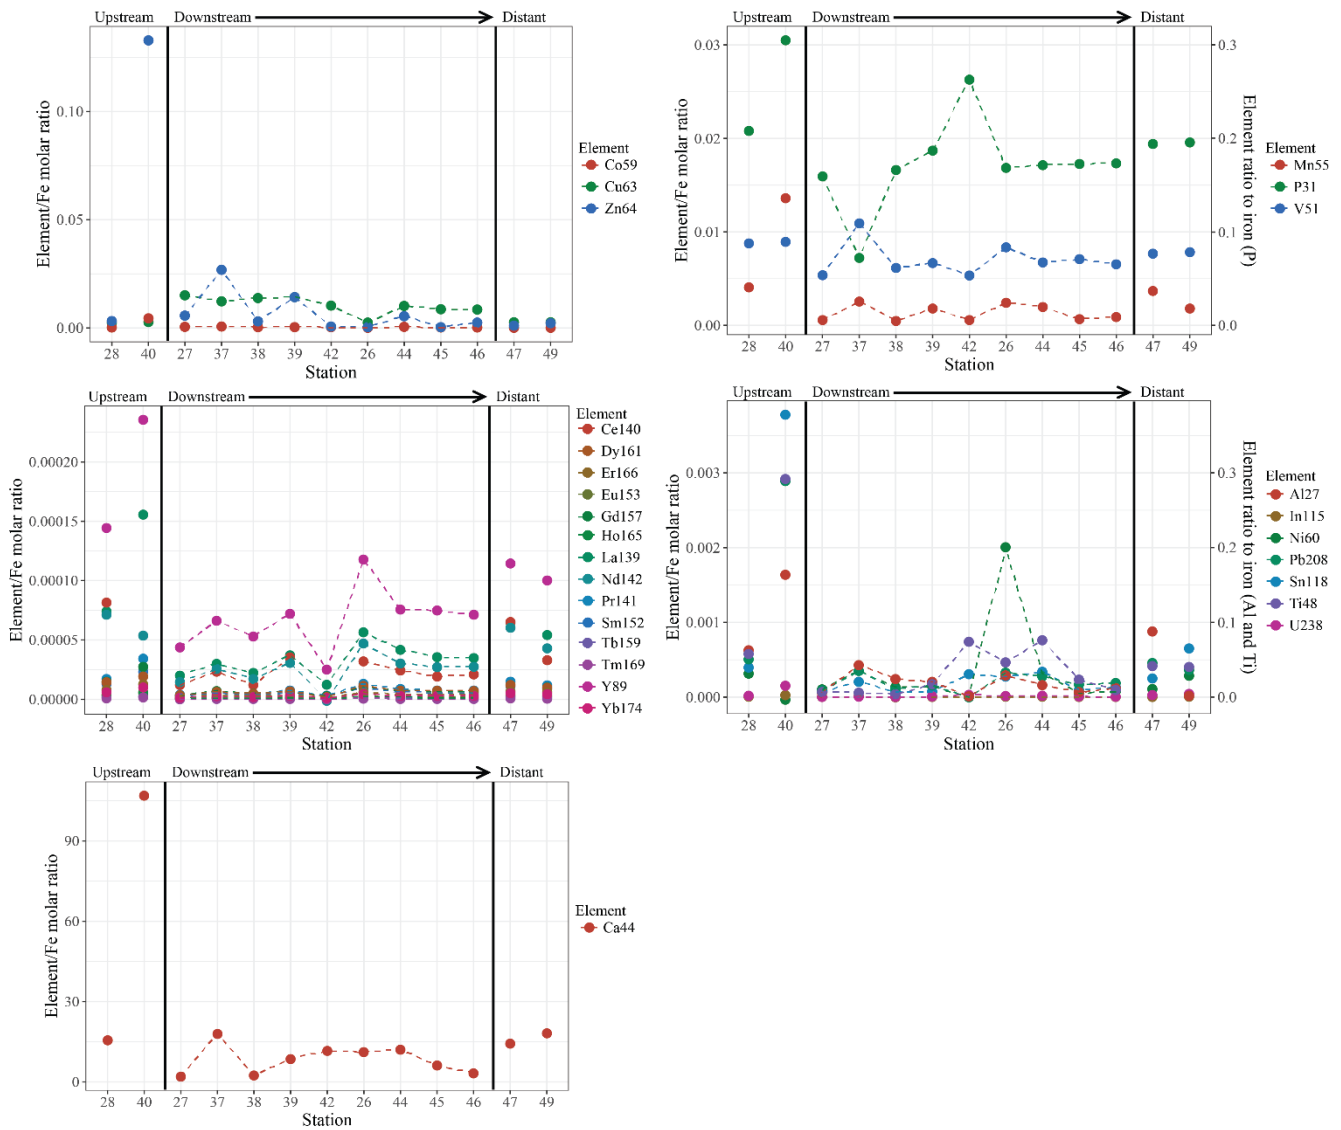 Upstream Downstream Distant
0.10
0.05
0.00
Element/Fe molar ratio
28 40 27 37 38 39 42 26 44 45 46 47 49
Station
Element
Co59
Cu63
Zn64
Upstream Downstream Distant
0.03
0.02
0.01
0.00
Element/Fe molar ratio
0.3
0.2
0.1
0.0
Element ratio to iron (P)
28 40 27 37 38 39 42 26 44 45 46 47 49
Station
Element
Mn55
P31
V51
Upstream Downstream Distant
0.00020
0.00015
0.00010
0.00005
0.00000
Element/Fe molar ratio
28 40 27 37 38 39 42 26 44 45 46 47 49
Station
Element
Ce140
Dy161
Er166
Eu153
Gd157
Ho165
La139
Nd142
Pr141
Sm152
Tb159
Tm169
Y89
Yb174
Upstream Downstream Distant
0.003
0.002
0.001
0.000
Element/Fe molar ratio
0.3
0.2
0.1
0.0
Element ratio to iron (Al and Ti)
28 40 27 37 38 39 42 26 44 45 46 47 49
Station
Element
Al27
In115
Ni60
Pb208
Sn118
Ti48
U238
Upstream Downstream Distant
90
60
30
0
Element/Fe molar ratio
28 40 27 37 38 39 42 26 44 45 46 47 49
Station
Element
Ca44